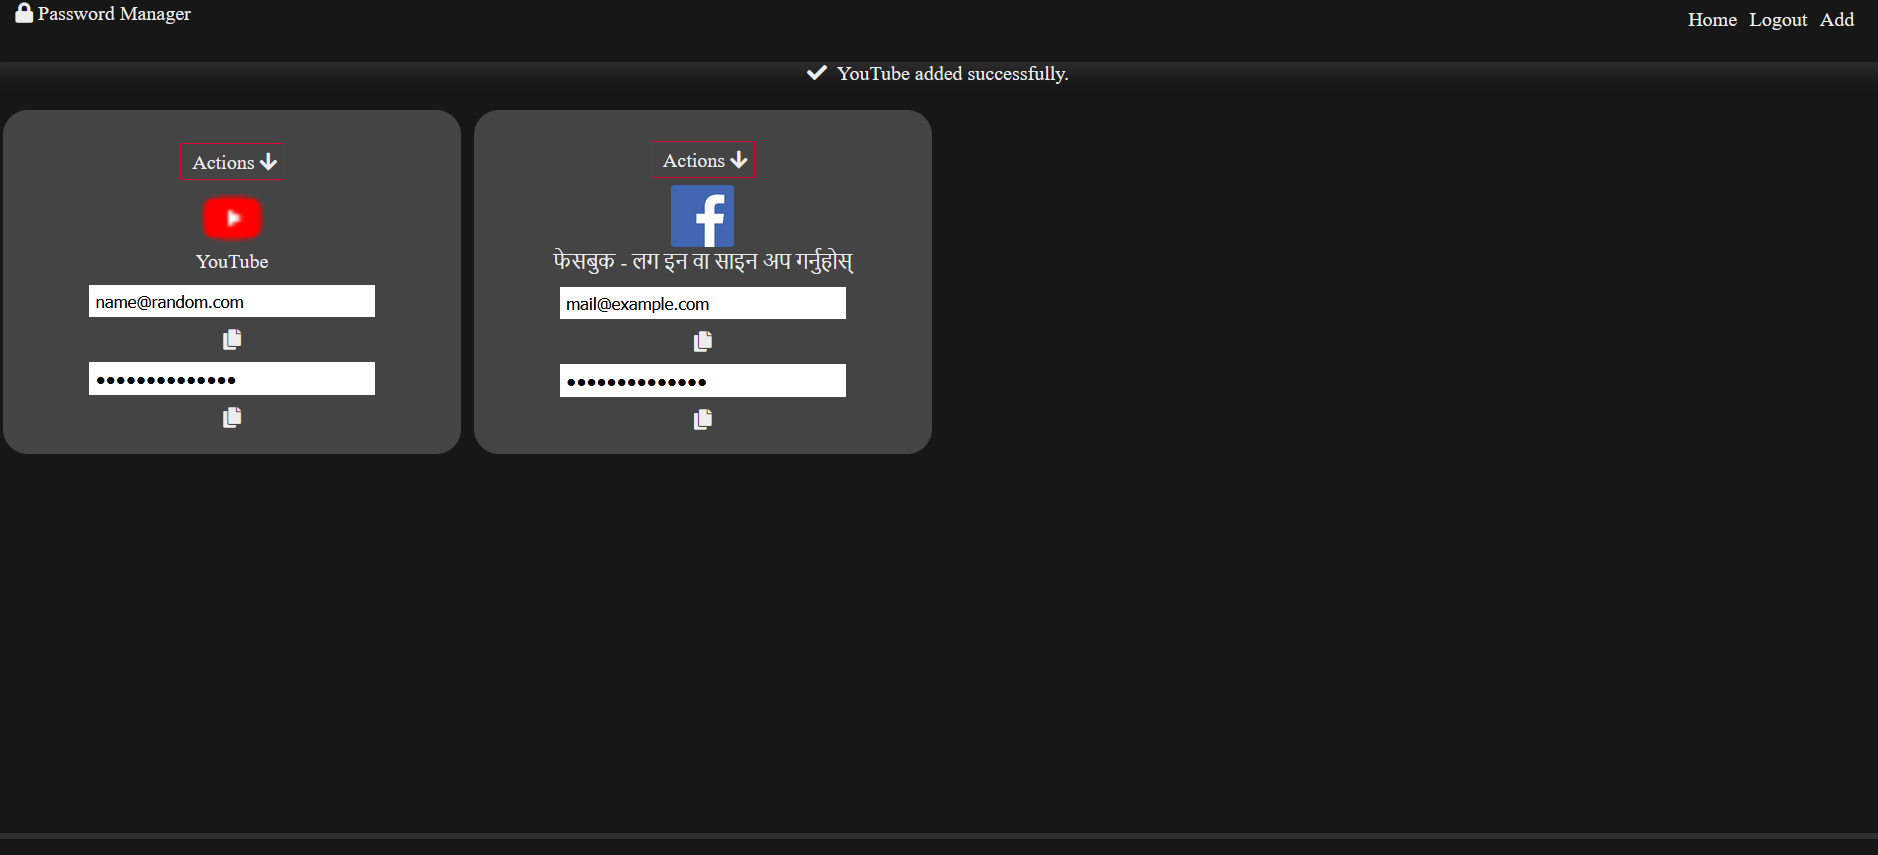 Password Manager
Home Logout Add
YouTube added successfully.
Actions
YouTube
name@random.com
••••••••••••••
Actions
फेसबुक - लग इन वा साइन अप गर्नुहोस्
mail@example.com
••••••••••••••